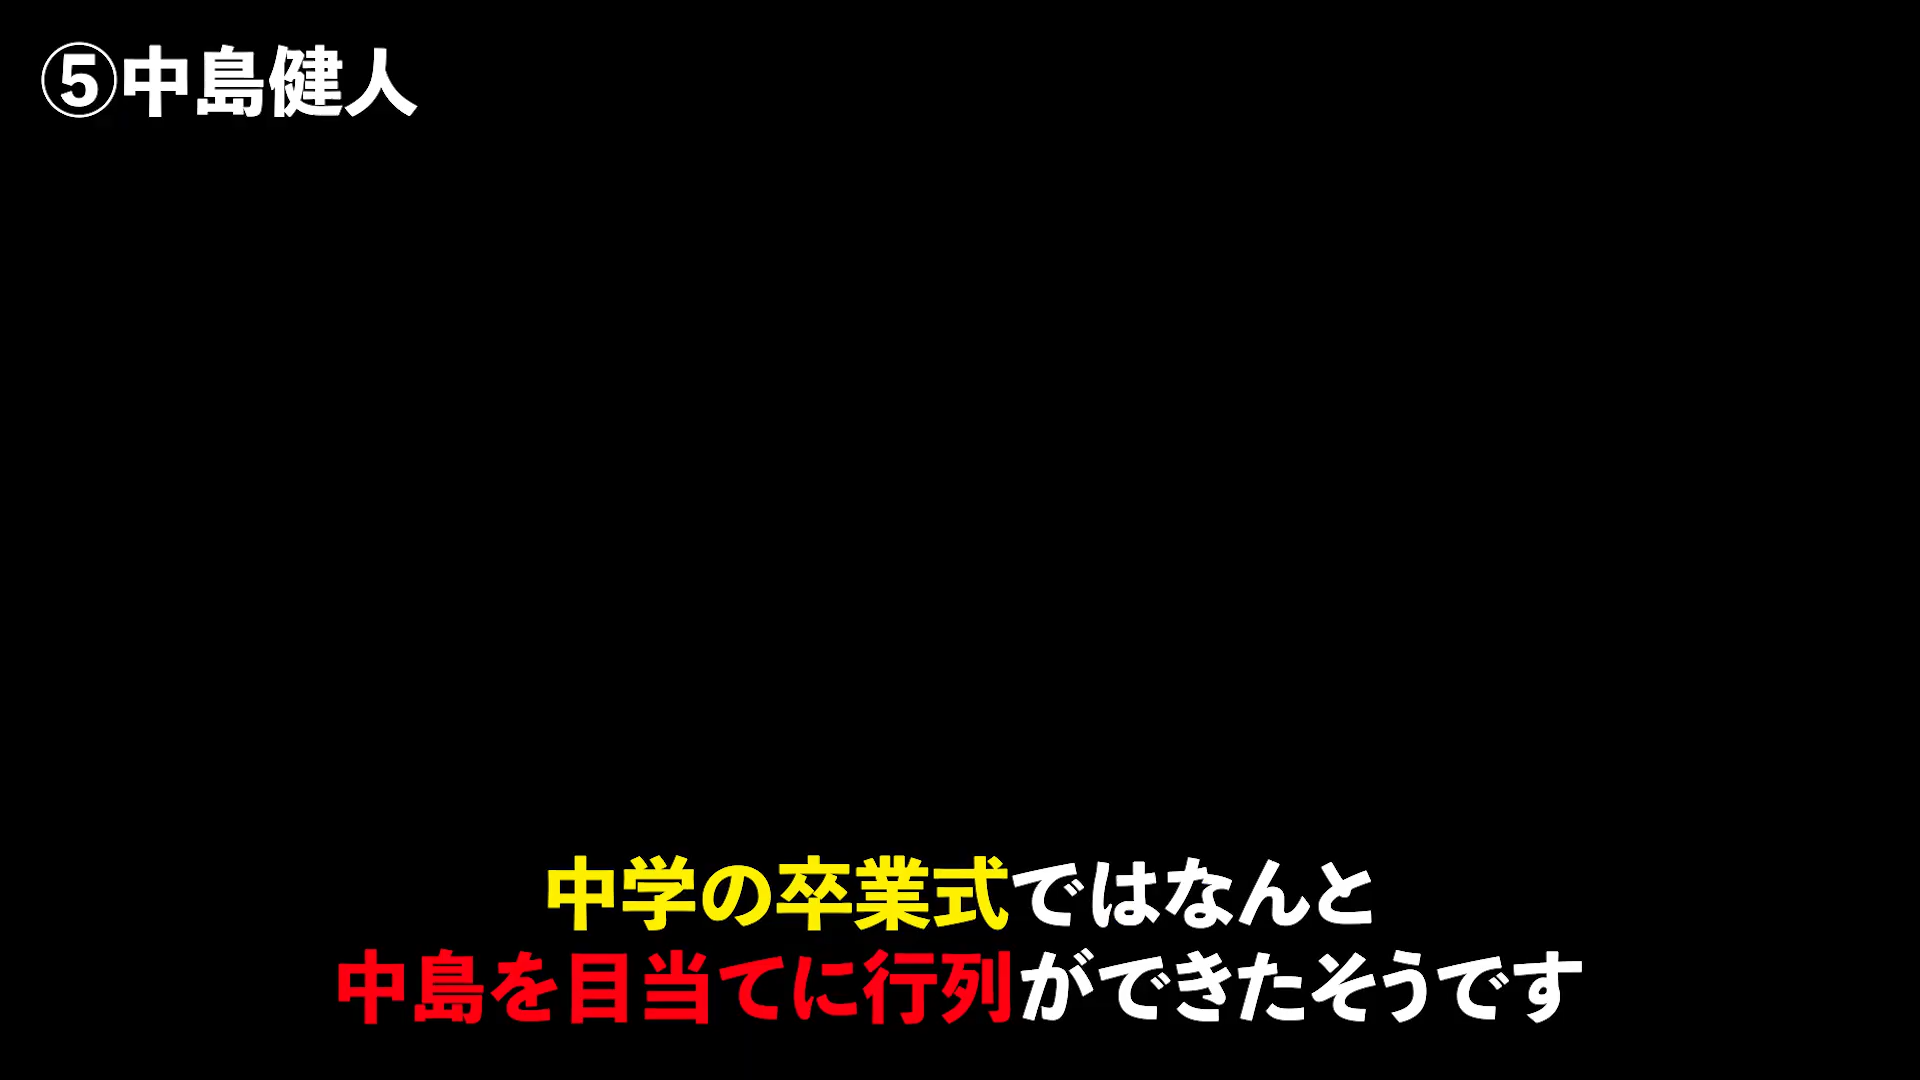 ⑤中島健人
中学の卒業式ではなんと
中島を目当てに行列ができたそうです